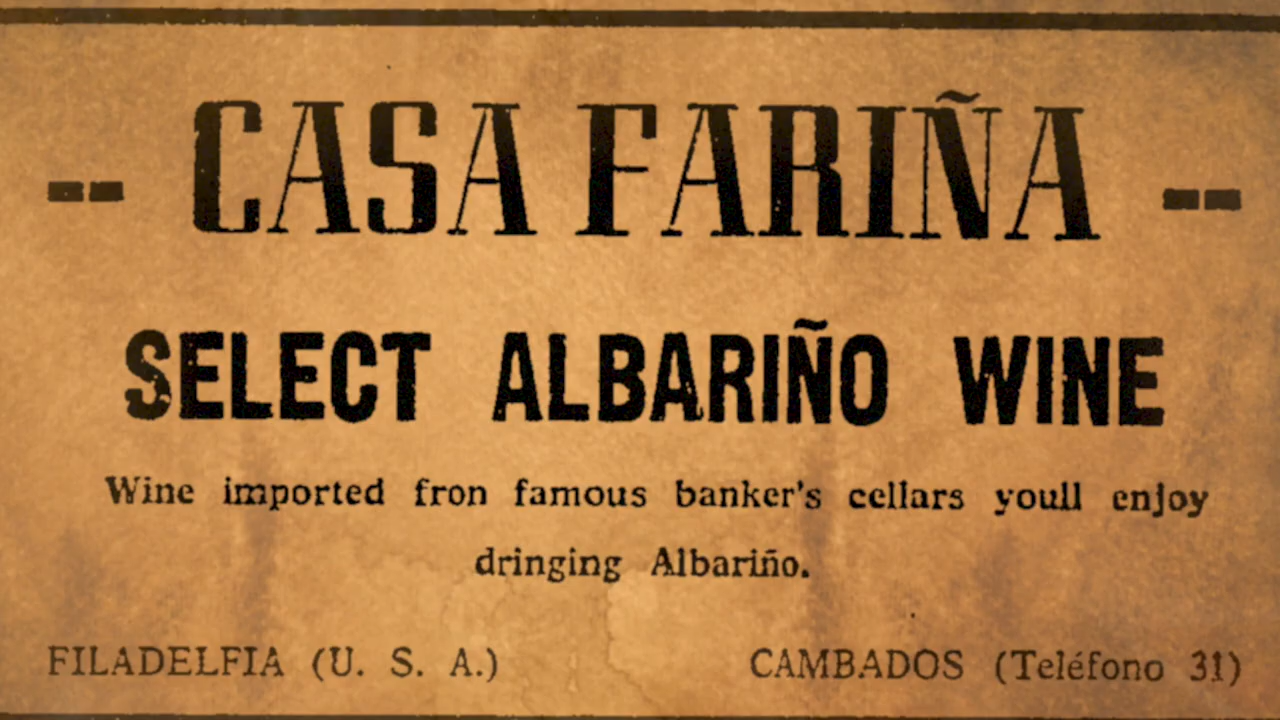 -- CASA FARIÑA --
SELECT ALBARIÑO WINE
Wine imported fron famous banker's cellars youll enjoy
dringing Albariño.
FILADELFIA (U. S. A.) CAMBADOS (Teléfono 31)